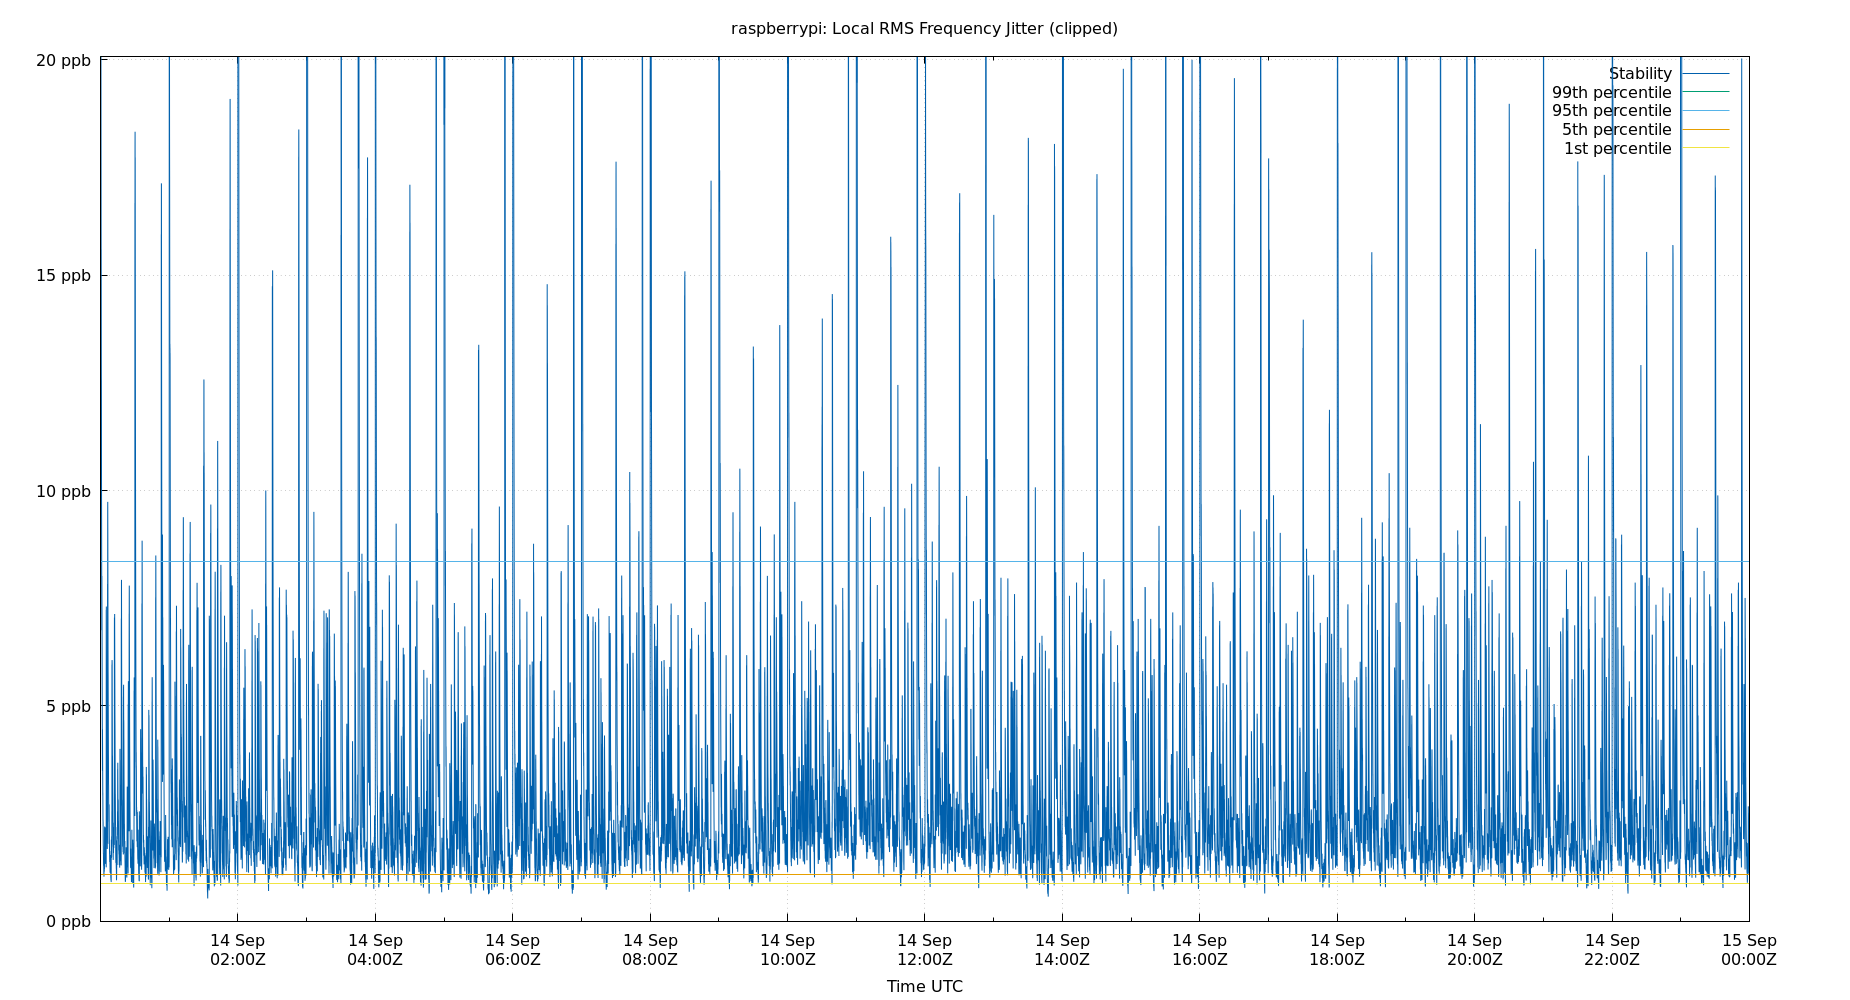 raspberrypi: Local RMS Frequency Jitter (clipped)
20 ppb
15 ppb
10 ppb
5 ppb
0 ppb
Stability
99th percentile
95th percentile
5th percentile
1st percentile
14 Sep 14 Sep 14 Sep 14 Sep 14 Sep 14 Sep 14 Sep 14 Sep 14 Sep 14 Sep 14 Sep 15 Sep
02:00Z 04:00Z 06:00Z 08:00Z 10:00Z 12:00Z 14:00Z 16:00Z 18:00Z 20:00Z 22:00Z 00:00Z
Time UTC